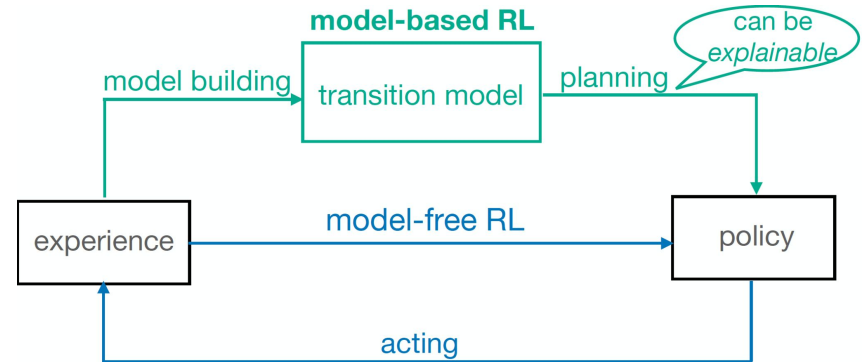 model-based RL
can be
explainable
model building
transition model
planning
experience
model-free RL
policy
acting